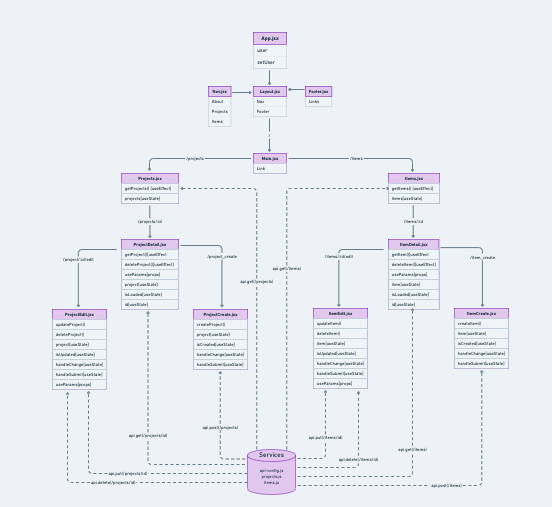 App.jsx
user
setUser
Nav.jsx
About
Projects
Items
Layout.jsx
Nav
Footer
Footer.jsx
Links
/
/projects
Main.jsx
Link
/items
Projects.jsx
getProjects() [useEffect]
projects[useState]
Items.jsx
getItems() [useEffect]
items[useState]
/projects/:id
/items/:id
ProjectDetail.jsx
getProject()[useEffect
deleteProject()[useEffect
useParams[props]
project[useState]
isLoaded[useState]
id[useState]
ItemDetail.jsx
getItem()[useEffect
deleteItem()[useEffect]
useParams[props]
item[useState]
isLoaded[useState]
id[useState]
/project/:id/edit
/project_create
/items/:id/edit
/item_create
api.get(/projects)
api.get(/items)
ProjectEdit.jsx
updateProject()
deleteProject()
project[useState]
isUpdated[useState]
handleChange[useState]
handleSubmit[useState]
useParams[props]
ProjectCreate.jsx
createProject()
project[useState]
isCreated[useState]
handleChange[useState]
handleSubmit[useState]
ItemEdit.jsx
updateItem()
deleteItem()
item[useState]
isUpdated[useState]
handleChange[useState]
handleSubmit[useState]
useParams[props]
ItemCreate.jsx
createItem()
item[useState]
isCreated[useState]
handleChange[useState]
handleSubmit[useState]
api.get(/projects/:id)
api.post(/projects)
api.put(/items/:id)
api.get(/items/)
api.delete(/items/:id)
api.put(/projects/:id)
api.delete(/projects/:id)
api.post(/items)
Services
api-config.js
projects.js
items.js